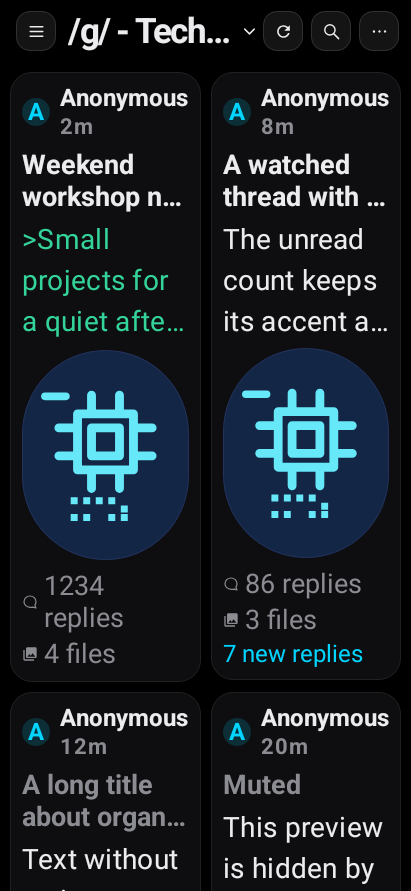 /g/ - Tech...
A Anonymous
2m
Weekend
workshop n...
>Small
projects for
a quiet afte...
1234
replies
4 files
A Anonymous
8m
A watched
thread with ...
The unread
count keeps
its accent a...
86 replies
3 files
7 new replies
A Anonymous
12m
A long title
about organ...
Text without
A Anonymous
20m
Muted
This preview
is hidden by